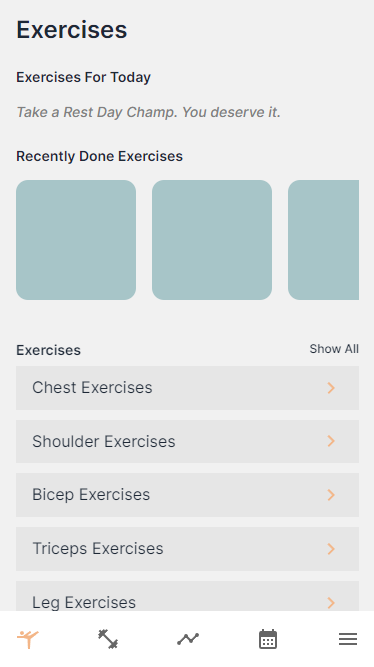 Exercises
Exercises For Today
Take a Rest Day Champ. You deserve it.
Recently Done Exercises
Exercises
Show All
Chest Exercises
Shoulder Exercises
Bicep Exercises
Triceps Exercises
Leg Exercises